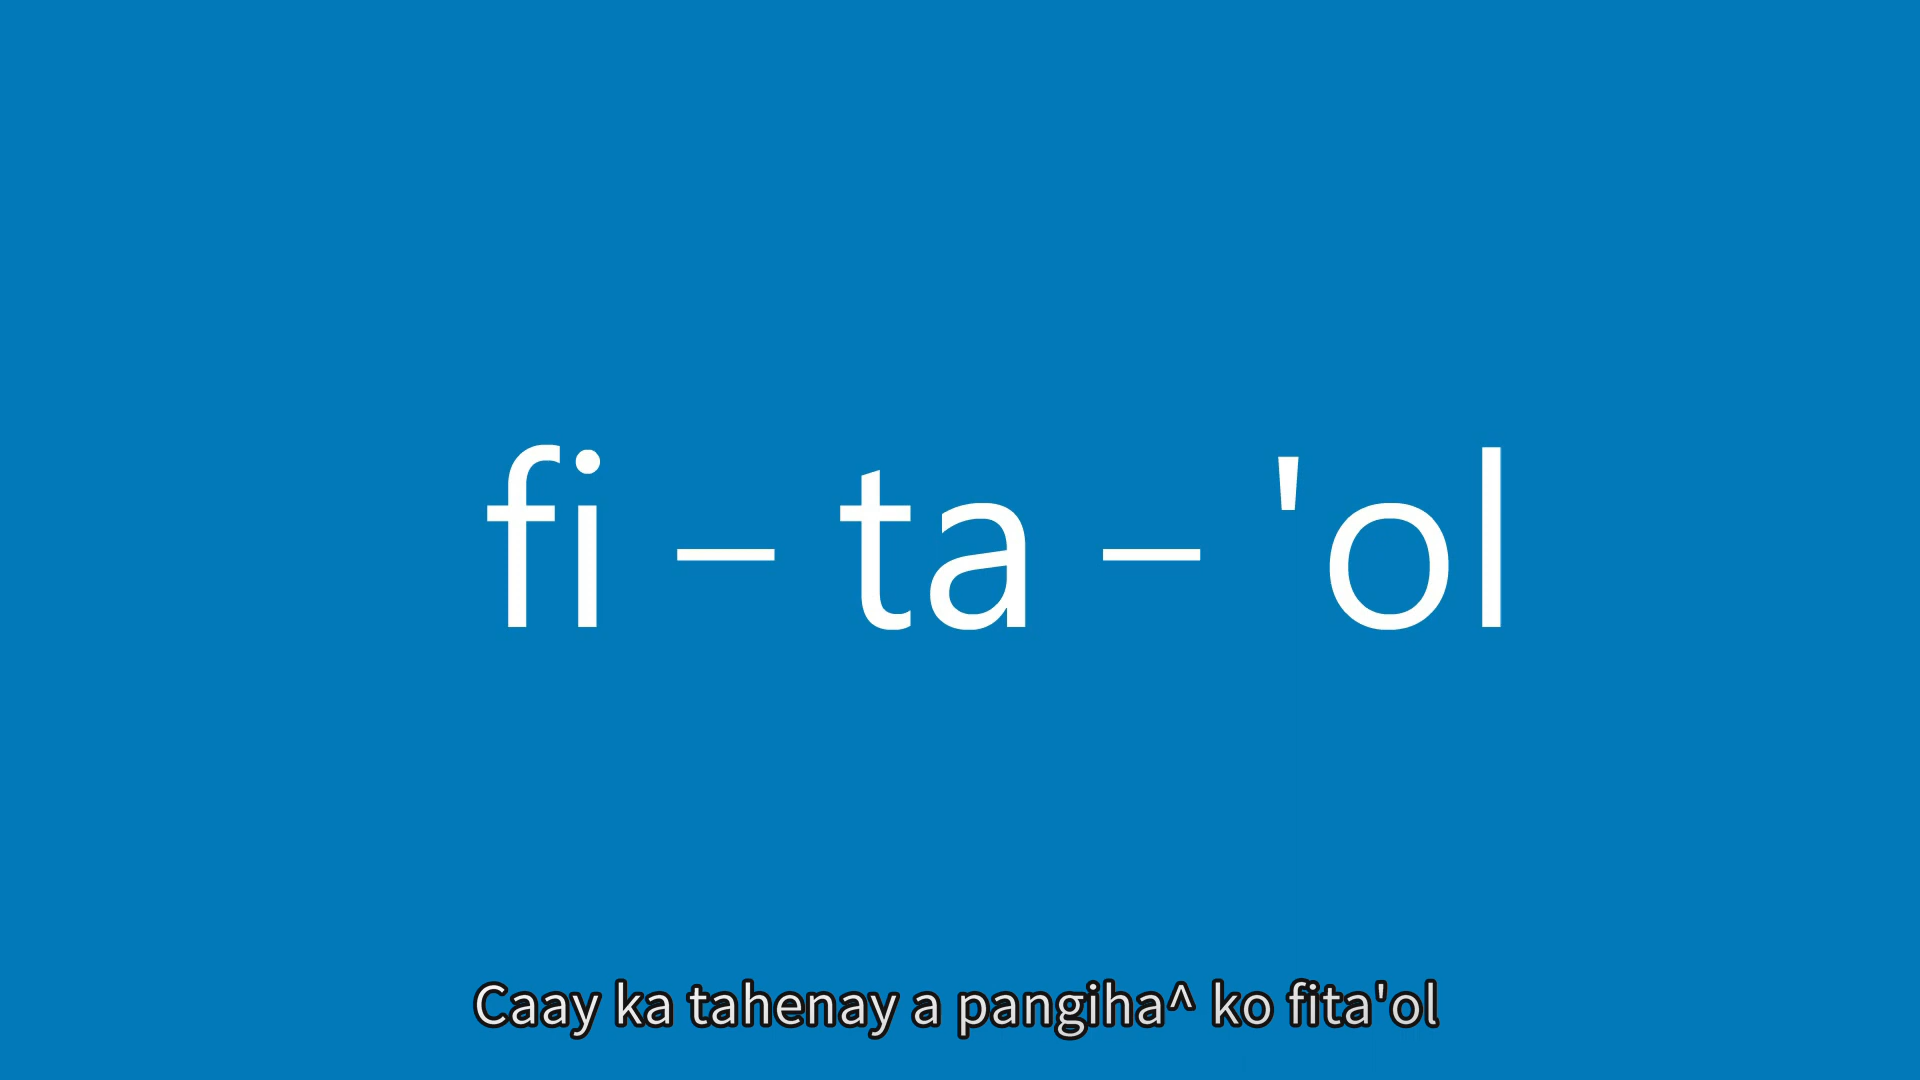 fi – ta – 'ol
Caay ka tahenay a pangiha^ ko fita'ol